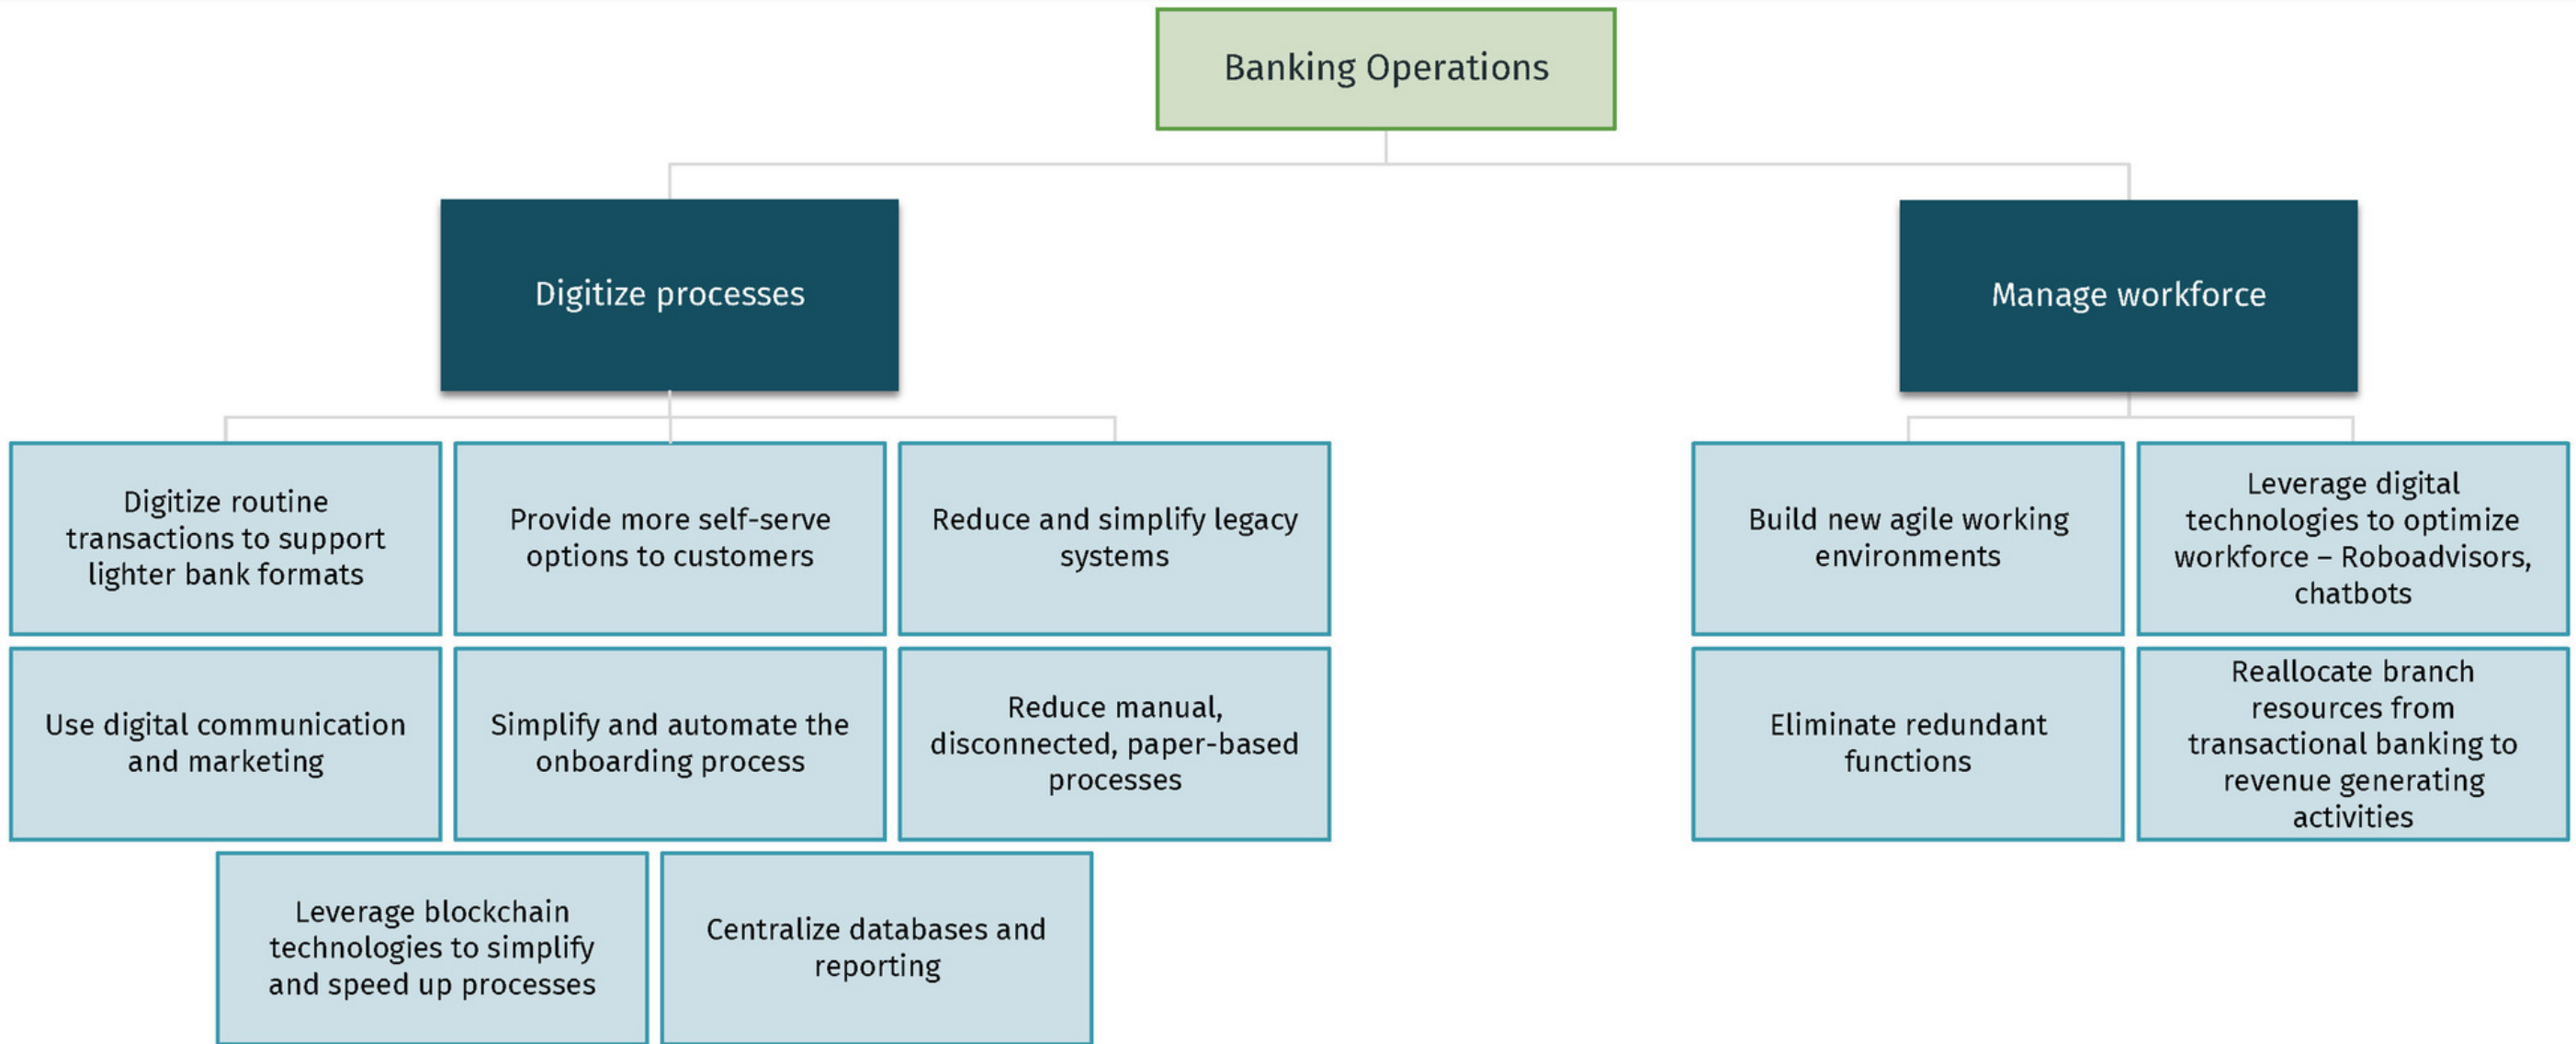 Banking Operations
Digitize processes
Manage workforce
Digitize routine
transactions to support
lighter bank formats
Provide more self-serve
options to customers
Reduce and simplify legacy
systems
Build new agile working
environments
Leverage digital
technologies to optimize
workforce – Roboadvisors,
chatbots
Use digital communication
and marketing
Simplify and automate the
onboarding process
Reduce manual,
disconnected, paper-based
processes
Eliminate redundant
functions
Reallocate branch
resources from
transactional banking to
revenue generating
activities
Leverage blockchain
technologies to simplify
and speed up processes
Centralize databases and
reporting